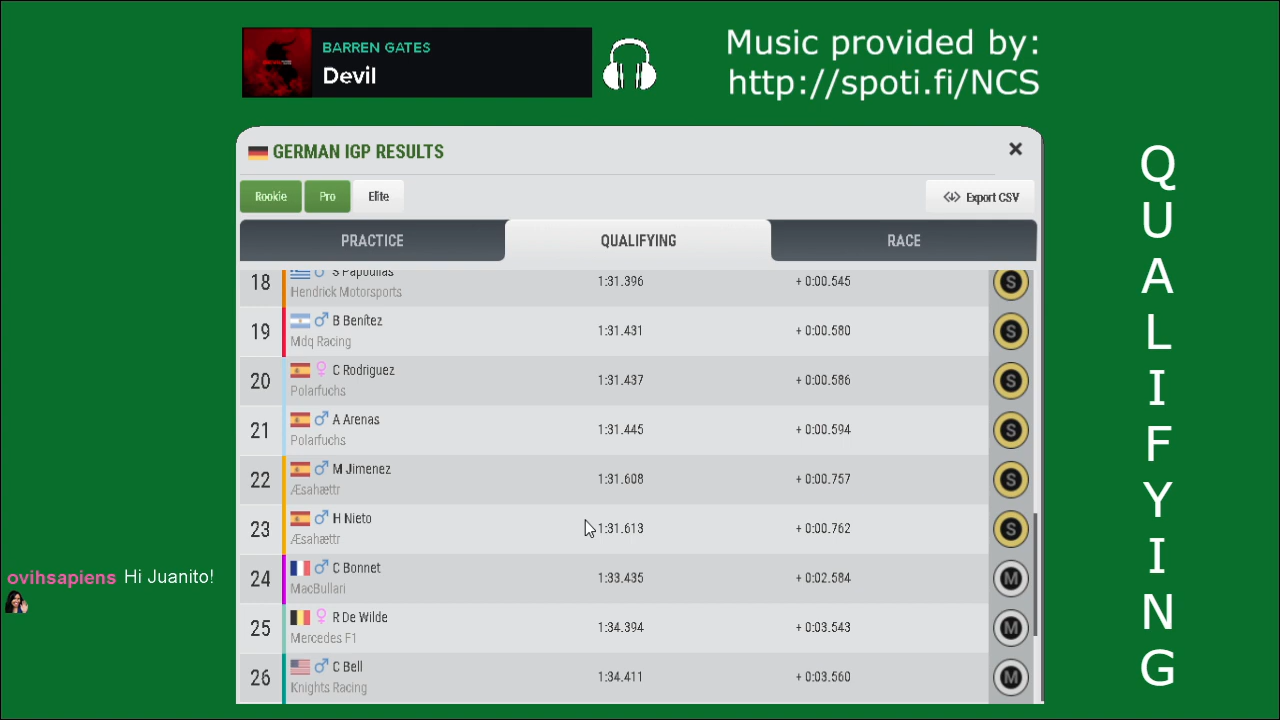 BARREN GATES
Devil
Music provided by:
http://spoti.fi/NCS
GERMAN IGP RESULTS
Rookie Pro Elite Export CSV
PRACTICE QUALIFYING RACE
18 S Papoulias 1:31.396 + 0:00.545 S
Hendrick Motorsports
19 B Benítez 1:31.431 + 0:00.580 S
Mdq Racing
20 C Rodriguez 1:31.437 + 0:00.586 S
Polarfuchs
21 A Arenas 1:31.445 + 0:00.594 S
Polarfuchs
22 M Jimenez 1:31.608 + 0:00.757 S
Æsahættr
23 H Nieto 1:31.613 + 0:00.762 S
Æsahættr
24 C Bonnet 1:33.435 + 0:02.584 M
MacBullari
25 R De Wilde 1:34.394 + 0:03.543 M
Mercedes F1
26 C Bell 1:34.411 + 0:03.560 M
Knights Racing
ovihsapiens Hi Juanito!
QUALIFYING